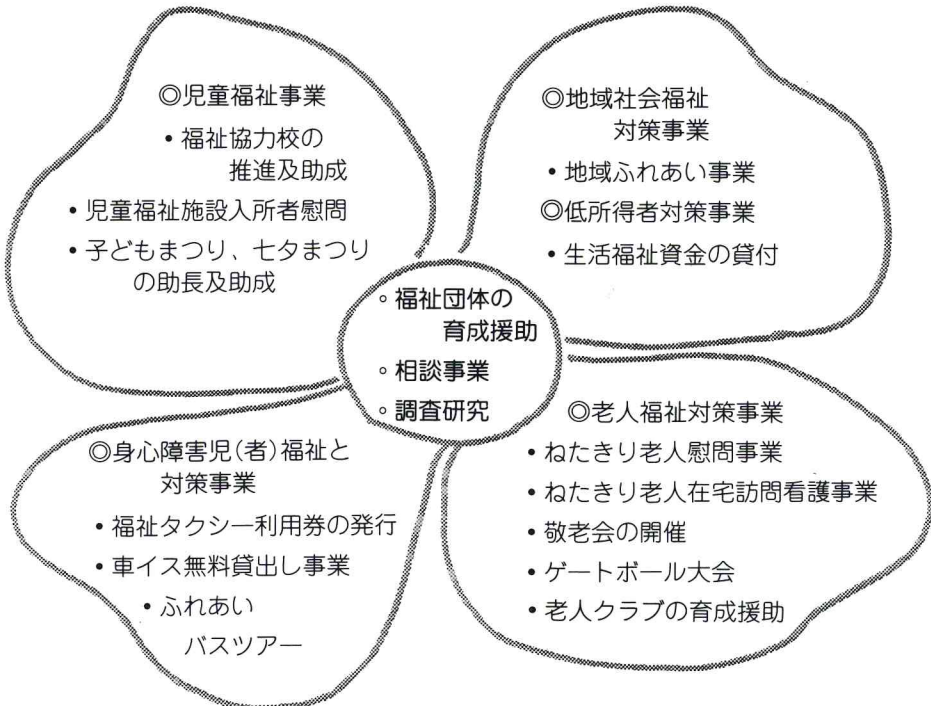 ◎児童福祉事業
・福祉協力校の
推進及助成
・児童福祉施設入所者慰問
・子どもまつり、七夕まつり
の助長及助成
◎地域社会福祉
対策事業
・地域ふれあい事業
◎低所得者対策事業
・生活福祉資金の貸付
。福祉団体の
育成援助
。相談事業
。調査研究
◎身心障害児(者)福祉と
対策事業
・福祉タクシー利用券の発行
・車イス無料貸出し事業
・ふれあい
バスツアー
◎老人福祉対策事業
・ねたきり老人慰問事業
・ねたきり老人在宅訪問看護事業
・敬老会の開催
・ゲートボール大会
・老人クラブの育成援助